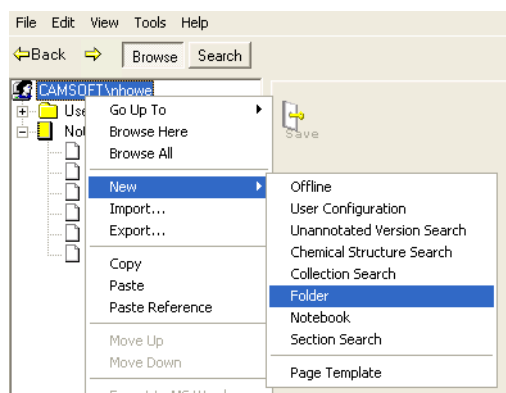 File Edit View Tools Help
Back Browse Search
CAMSOFT\nhowe
Use
Not
Save
Go Up To
Browse Here
Browse All
New
Import...
Export...
Copy
Paste
Paste Reference
Move Up
Move Down
Offline
User Configuration
Unannotated Version Search
Chemical Structure Search
Collection Search
Folder
Notebook
Section Search
Page Template